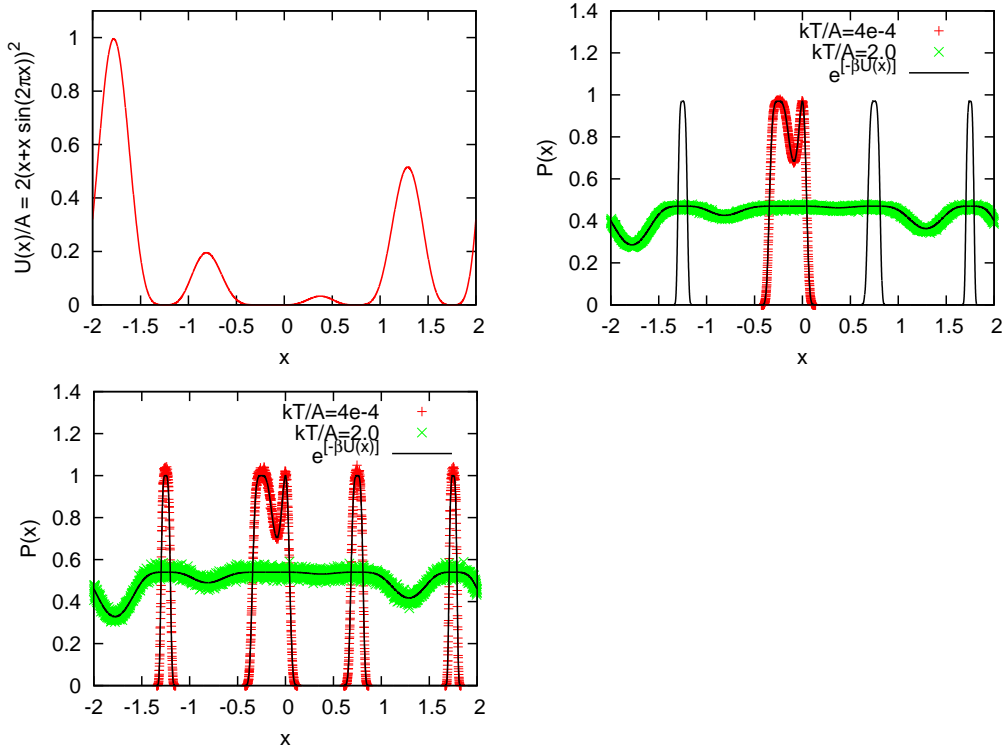 U(x)/A = 2(x+x sin(2πx))²
1
0.8
0.6
0.4
0.2
0
-2 -1.5 -1 -0.5 0 0.5 1 1.5 2
x
kT/A=4e-4
kT/A=2.0
e[-βU(x)]
P(x)
1.4
1.2
1
0.8
0.6
0.4
0.2
0
-2 -1.5 -1 -0.5 0 0.5 1 1.5 2
x
kT/A=4e-4
kT/A=2.0
e[-βU(x)]
P(x)
1.4
1.2
1
0.8
0.6
0.4
0.2
0
-2 -1.5 -1 -0.5 0 0.5 1 1.5 2
x